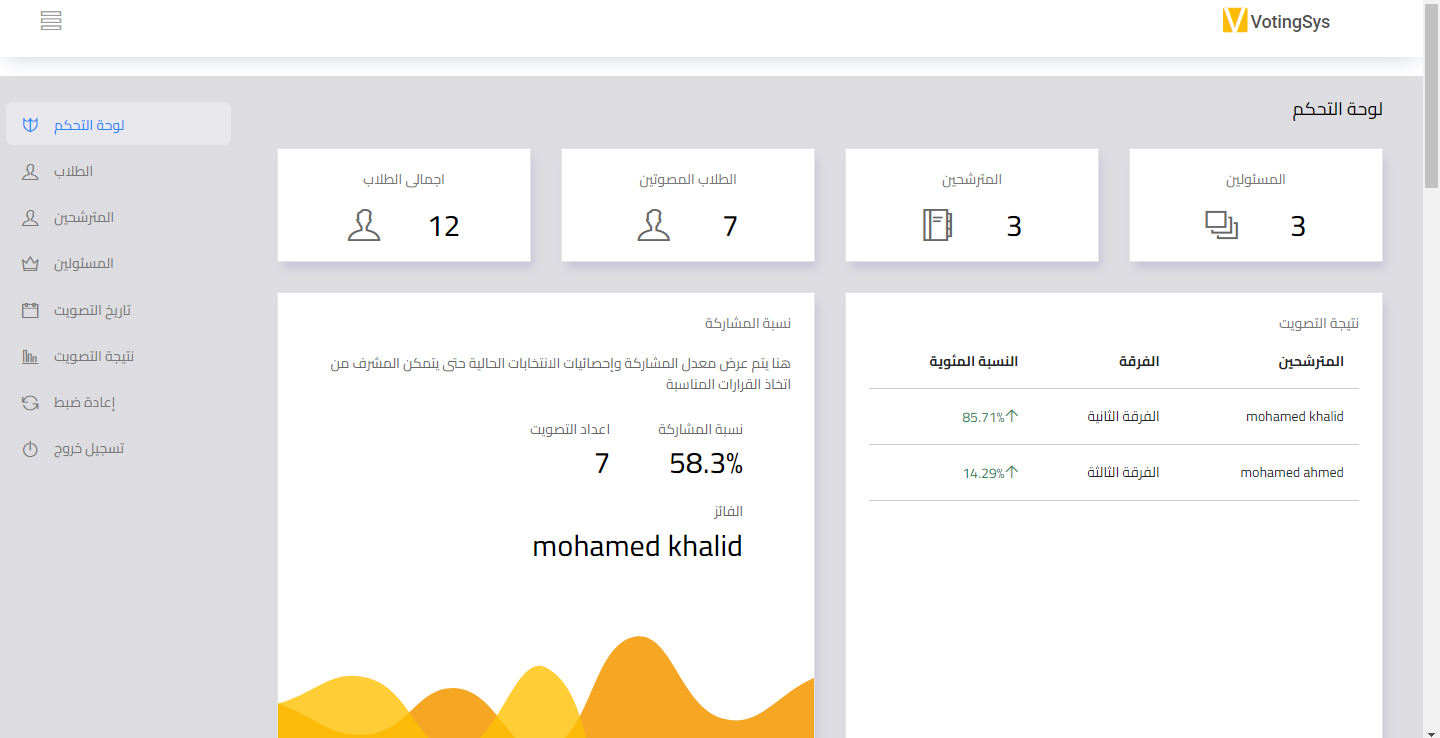 VotingSys
لوحة التحكم
لوحة التحكم
الطلاب
المترشحين
المسئولين
تاريخ التصويت
نتيجة التصويت
إعادة ضبط
تسجيل خروج
المسئولين
3
المترشحين
3
الطلاب المصوتين
7
اجمالى الطلاب
12
نتيجة التصويت
المترشحين الفرقة النسبة المئوية
mohamed khalid الفرقة الثانية 85.71%
mohamed ahmed الفرقة الثالثة 14.29%
نسبة المشاركة
هنا يتم عرض معدل المشاركة وإحصائيات الانتخابات الحالية حتى يتمكن المشرف من
اتخاذ القرارات المناسبة
نسبة المشاركة اعداد التصويت
58.3% 7
الفائز
mohamed khalid